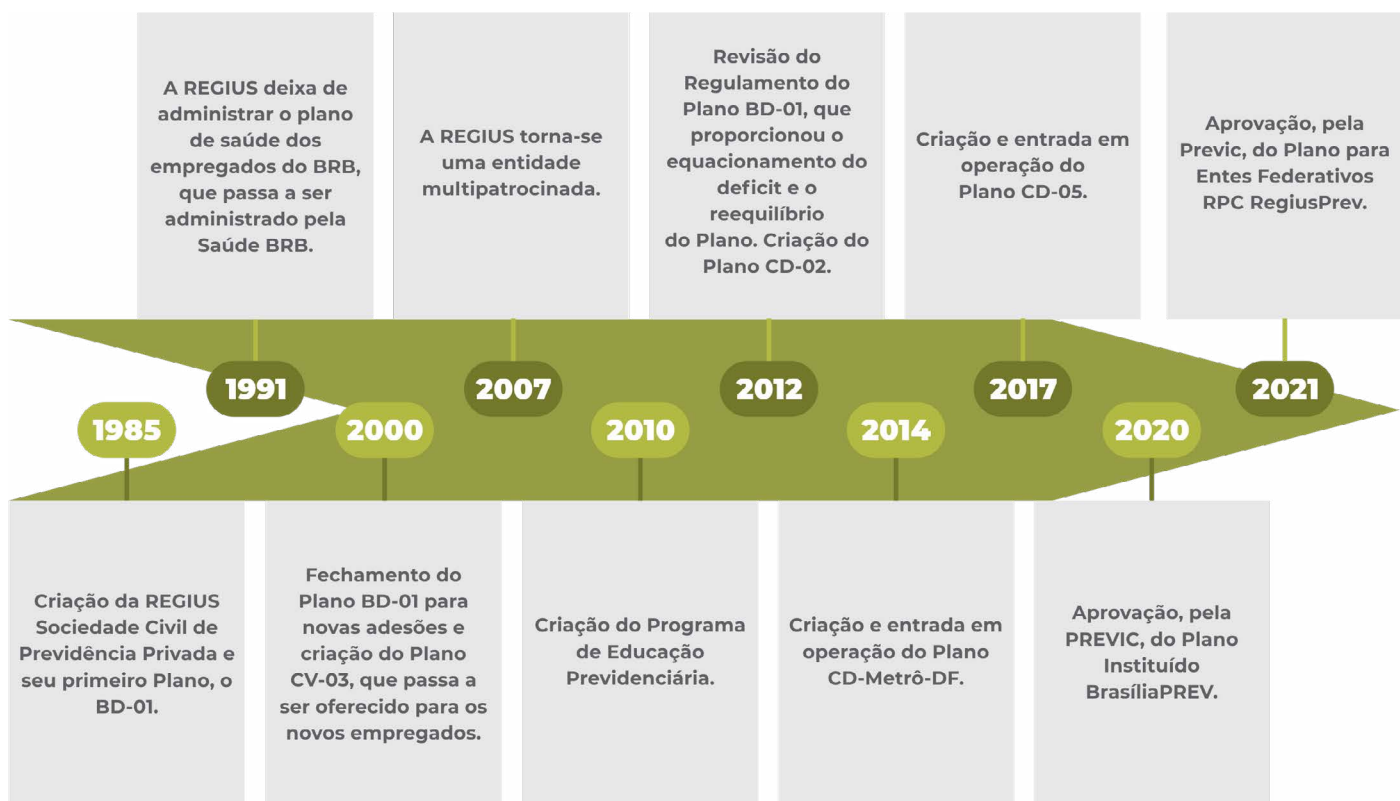 A REGIUS deixa de
administrar o plano
de saúde dos
empregados do BRB,
que passa a ser
administrado pela
Saúde BRB.
A REGIUS torna-se
uma entidade
multipatrocinada.
Revisão do
Regulamento do
Plano BD-01, que
proporcionou o
equacionamento do
deficit e o
reequilíbrio
do Plano. Criação do
Plano CD-02.
Criação e entrada em
operação do
Plano CD-05.
Aprovação, pela
Previc, do Plano para
Entes Federativos
RPC RegiusPrev.
1991
2007
2012
2017
2021
1985
2000
2010
2014
2020
Criação da REGIUS
Sociedade Civil de
Previdência Privada e
seu primeiro Plano, o
BD-01.
Fechamento do
Plano BD-01 para
novas adesões e
criação do Plano
CV-03, que passa a
ser oferecido para os
novos empregados.
Criação do Programa
de Educação
Previdenciária.
Criação e entrada em
operação do Plano
CD-Metrô-DF.
Aprovação, pela
PREVIC, do Plano
Instituído
BrasíliaPREV.